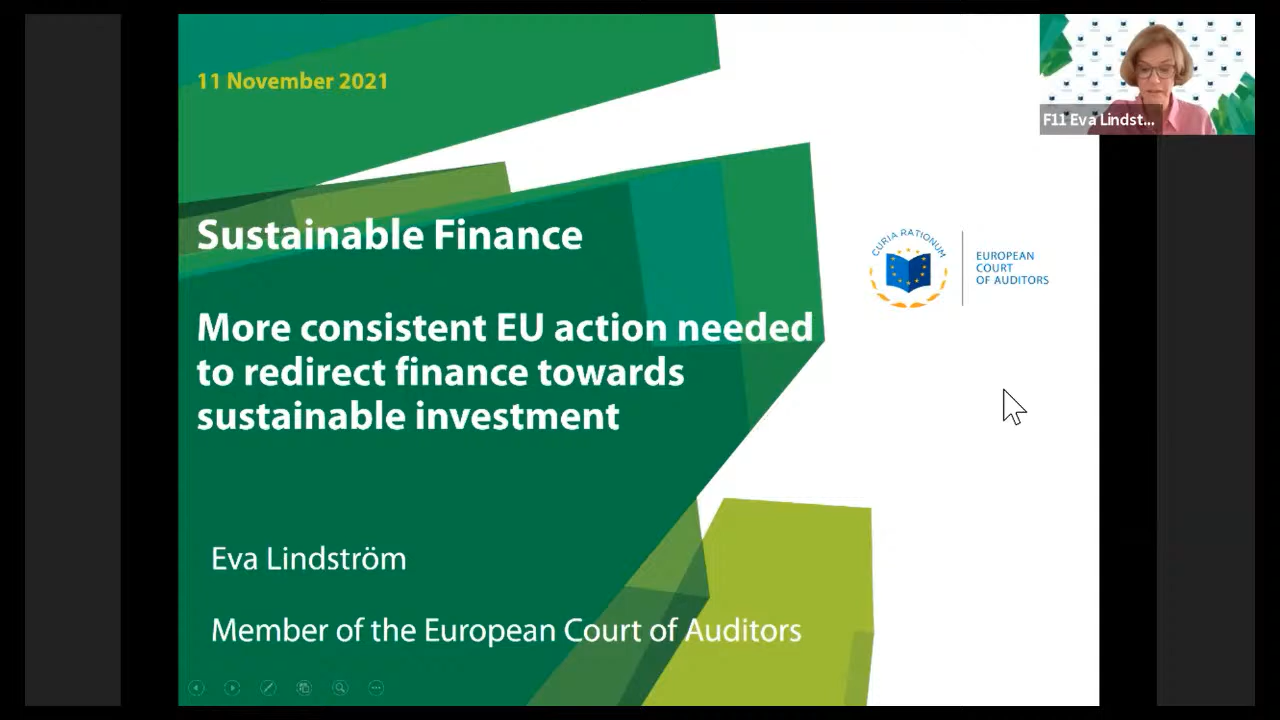 11 November 2021
F11 Eva Lindst...
Sustainable Finance
CURIA RATIONUM
EUROPEAN
COURT
OF AUDITORS
More consistent EU action needed
to redirect finance towards
sustainable investment
Eva Lindström
Member of the European Court of Auditors